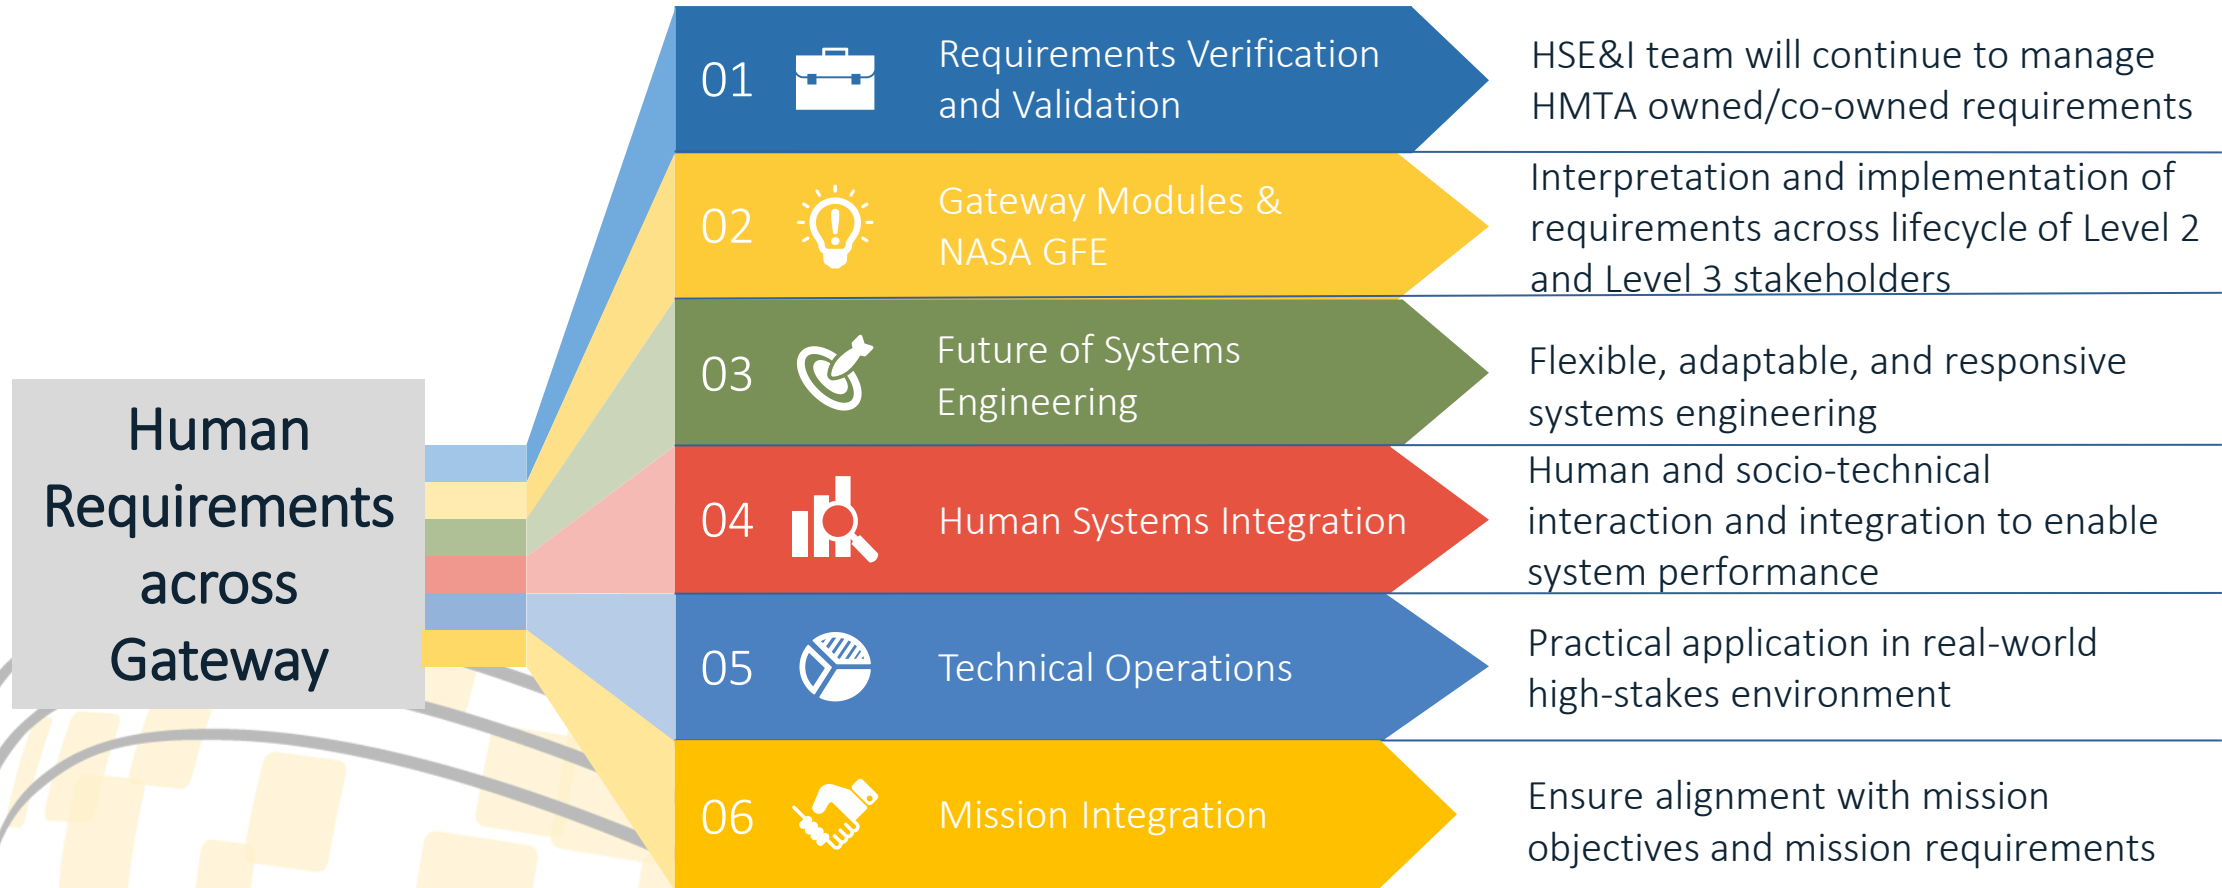 Human
Requirements
across
Gateway
01
Requirements Verification
and Validation
HSE&I team will continue to manage
HMTA owned/co-owned requirements
02
Gateway Modules &
NASA GFE
Interpretation and implementation of
requirements across lifecycle of Level 2
and Level 3 stakeholders
03
Future of Systems
Engineering
Flexible, adaptable, and responsive
systems engineering
04
Human Systems Integration
Human and socio-technical
interaction and integration to enable
system performance
05
Technical Operations
Practical application in real-world
high-stakes environment
06
Mission Integration
Ensure alignment with mission
objectives and mission requirements